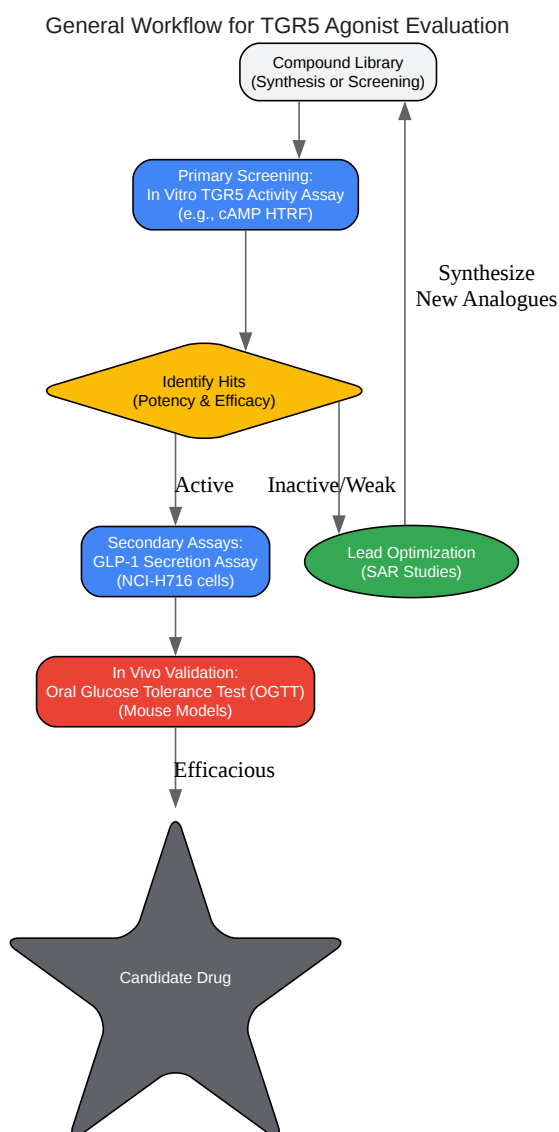 General Workflow for TGR5 Agonist Evaluation
Compound Library
(Synthesis or Screening)
Primary Screening:
In Vitro TGR5 Activity Assay
(e.g., cAMP HTRF)
Synthesize
New Analogues
Identify Hits
(Potency & Efficacy)
Active
Inactive/Weak
Secondary Assays:
GLP-1 Secretion Assay
(NCI-H716 cells)
Lead Optimization
(SAR Studies)
In Vivo Validation:
Oral Glucose Tolerance Test (OGTT)
(Mouse Models)
Efficacious
Candidate Drug